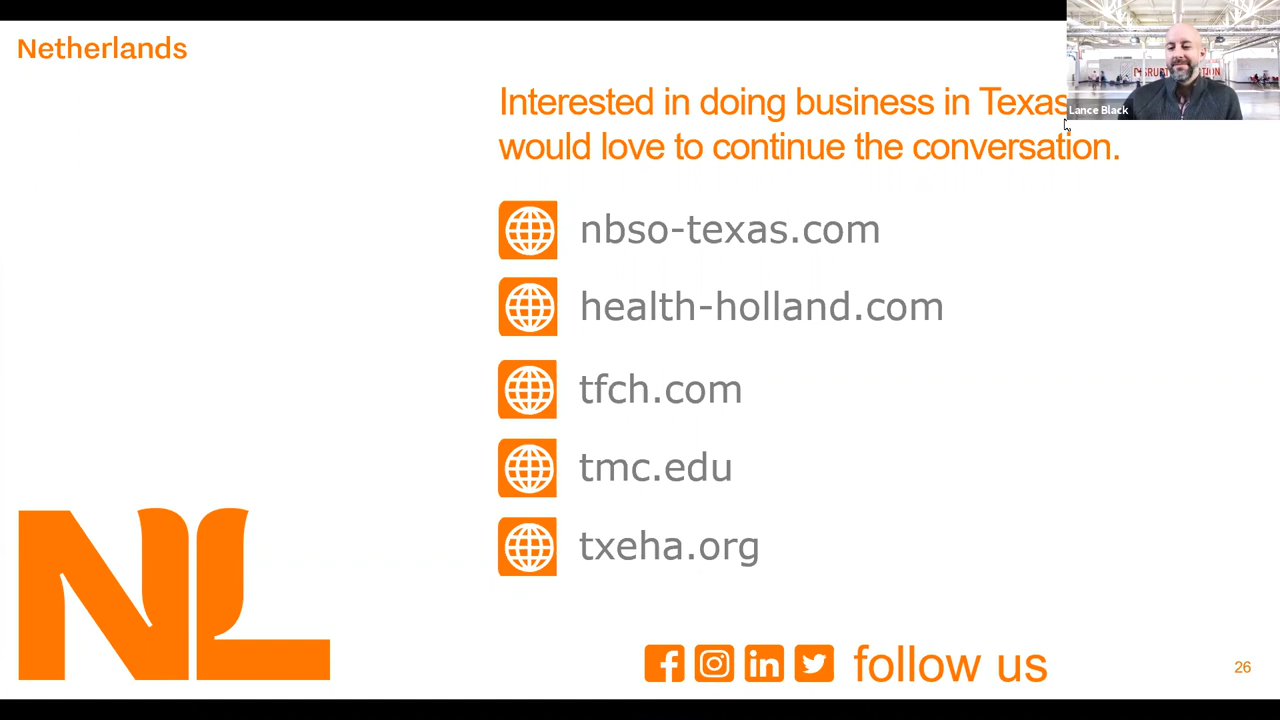 Netherlands
Interested in doing business in Texas
would love to continue the conversation.
Lance Black
nbso-texas.com
health-holland.com
tfch.com
tmc.edu
txeha.org
NL
follow us
26